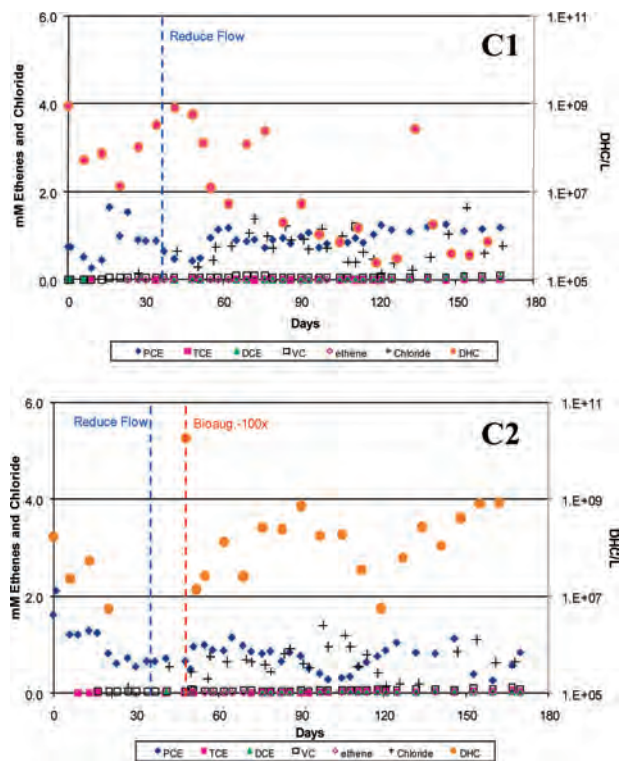 6.0
4.0
2.0
0.0
mM Ethenes and Chloride
Reduce Flow
C1
1.E+11
1.E+09
1.E+07
1.E+05
DHC/L
0 30 60 90 120 150 180
Days
PCE TCE DCE VC ethene Chloride DHC
6.0
4.0
2.0
0.0
mM Ethenes and Chloride
Reduce Flow
Bioaug.-100x
C2
1.E+11
1.E+09
1.E+07
1.E+05
DHC/L
0 30 60 90 120 150 180
Days
PCE TCE DCE VC ethene Chloride DHC